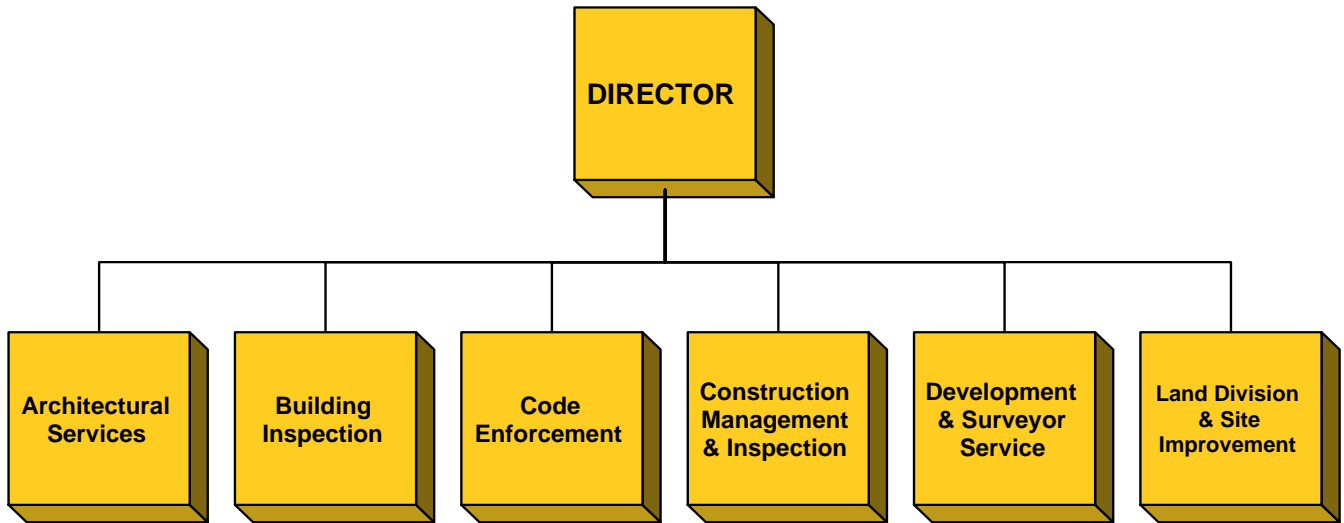 DIRECTOR
Architectural
Services
Building
Inspection
Code
Enforcement
Construction
Management
& Inspection
Development
& Surveyor
Service
Land Division
& Site
Improvement